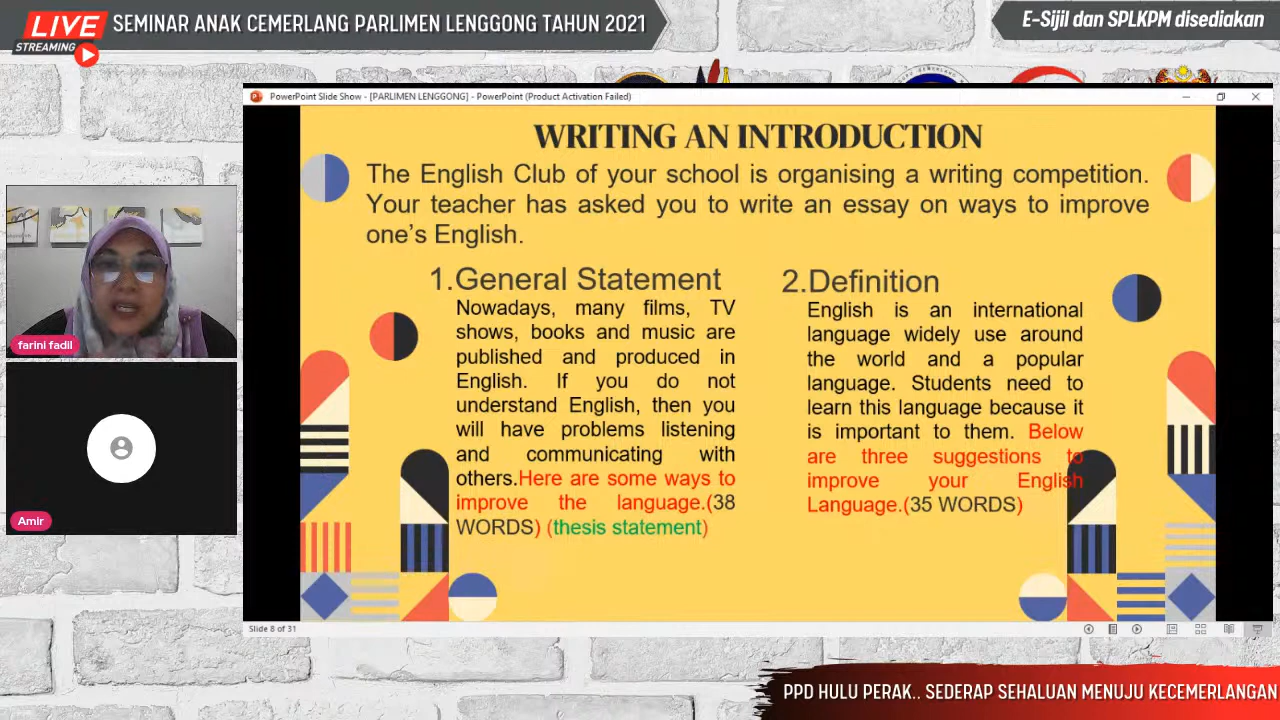 LIVE
STREAMING
SEMINAR ANAK CEMERLANG PARLIMEN LENGGONG TAHUN 2021
E-Sijil dan SPLKPM disediakan
PowerPoint Slide Show - [PARLIMEN LENGGONG] - PowerPoint (Product Activation Failed)
WRITING AN INTRODUCTION
The English Club of your school is organising a writing competition.
Your teacher has asked you to write an essay on ways to improve
one's English.
1.General Statement
Nowadays, many films, TV
shows, books and music are
published and produced in
English. If you do not
understand English, then you
will have problems listening
and communicating with
others.Here are some ways to
improve the language.(38
WORDS) (thesis statement)
2.Definition
English is an international
language widely use around
the world and a popular
language. Students need to
learn this language because it
is important to them. Below
are three suggestions to
improve your English
Language.(35 WORDS)
farini fadil
Amir
Slide 8 of 31
PPD HULU PERAK.. SEDERAP SEHALUAN MENUJU KECEMERLANGAN